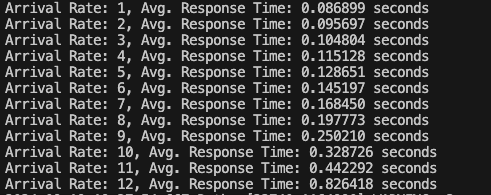 Arrival Rate: 1, Avg. Response Time: 0.086899 seconds
Arrival Rate: 2, Avg. Response Time: 0.095697 seconds
Arrival Rate: 3, Avg. Response Time: 0.104804 seconds
Arrival Rate: 4, Avg. Response Time: 0.115128 seconds
Arrival Rate: 5, Avg. Response Time: 0.128651 seconds
Arrival Rate: 6, Avg. Response Time: 0.145197 seconds
Arrival Rate: 7, Avg. Response Time: 0.168450 seconds
Arrival Rate: 8, Avg. Response Time: 0.197773 seconds
Arrival Rate: 9, Avg. Response Time: 0.250210 seconds
Arrival Rate: 10, Avg. Response Time: 0.328726 seconds
Arrival Rate: 11, Avg. Response Time: 0.442292 seconds
Arrival Rate: 12, Avg. Response Time: 0.826418 seconds